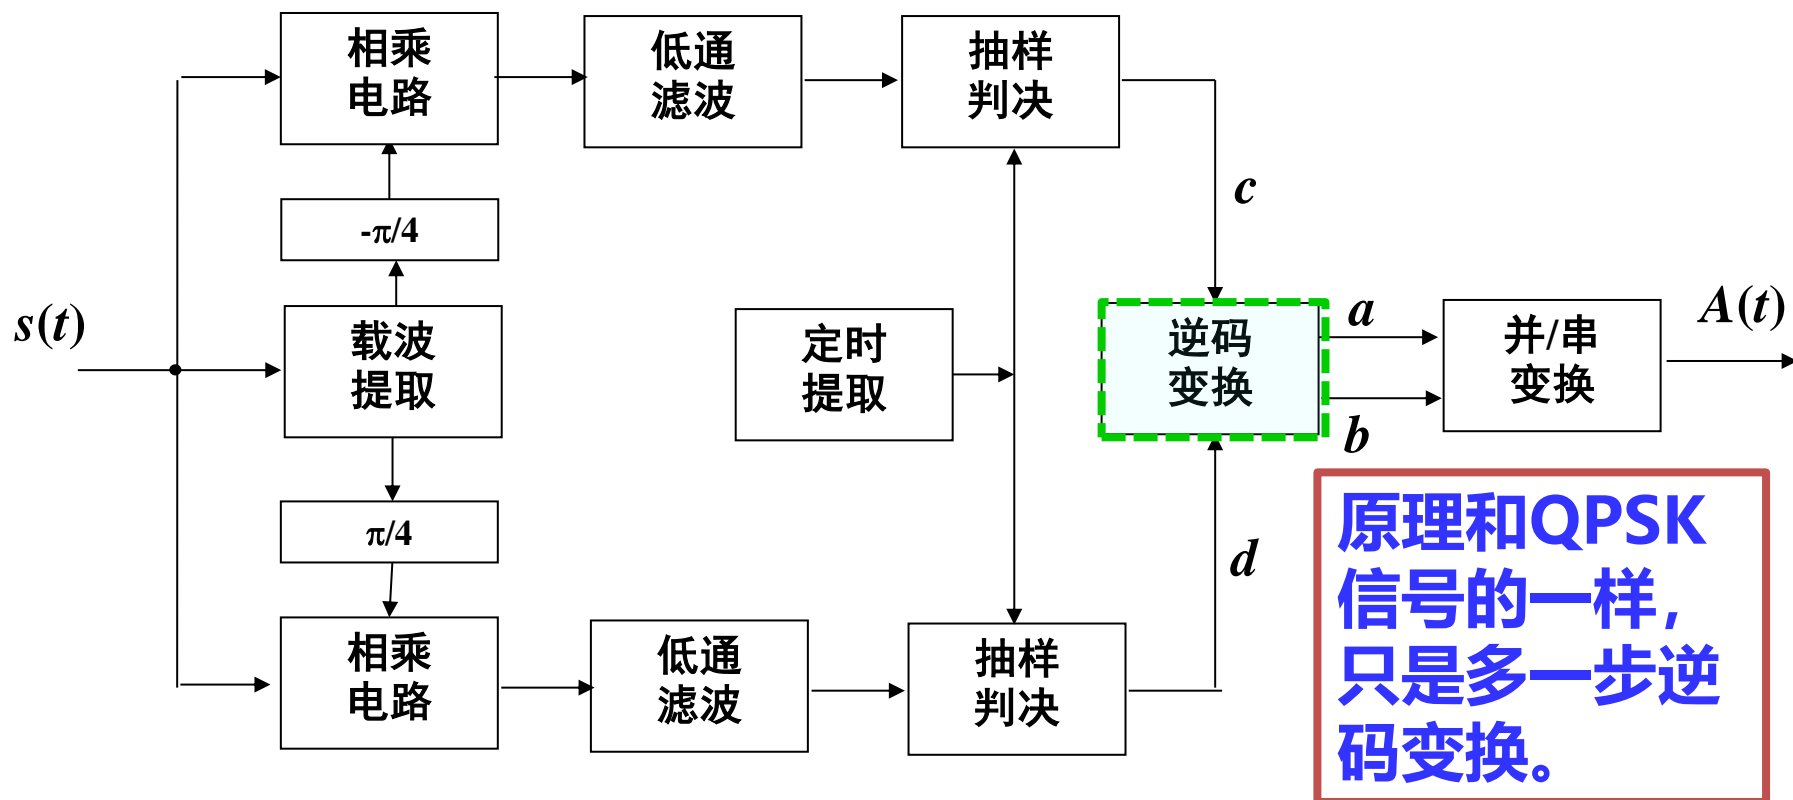 相乘
电路
低通
滤波
抽样
判决
c
-π/4
s(t)
载波
提取
定时
提取
逆码
变换
a
b
并/串
变换
A(t)
π/4
d
相乘
电路
低通
滤波
抽样
判决
原理和QPSK
信号的一样,
只是多一步逆
码变换。